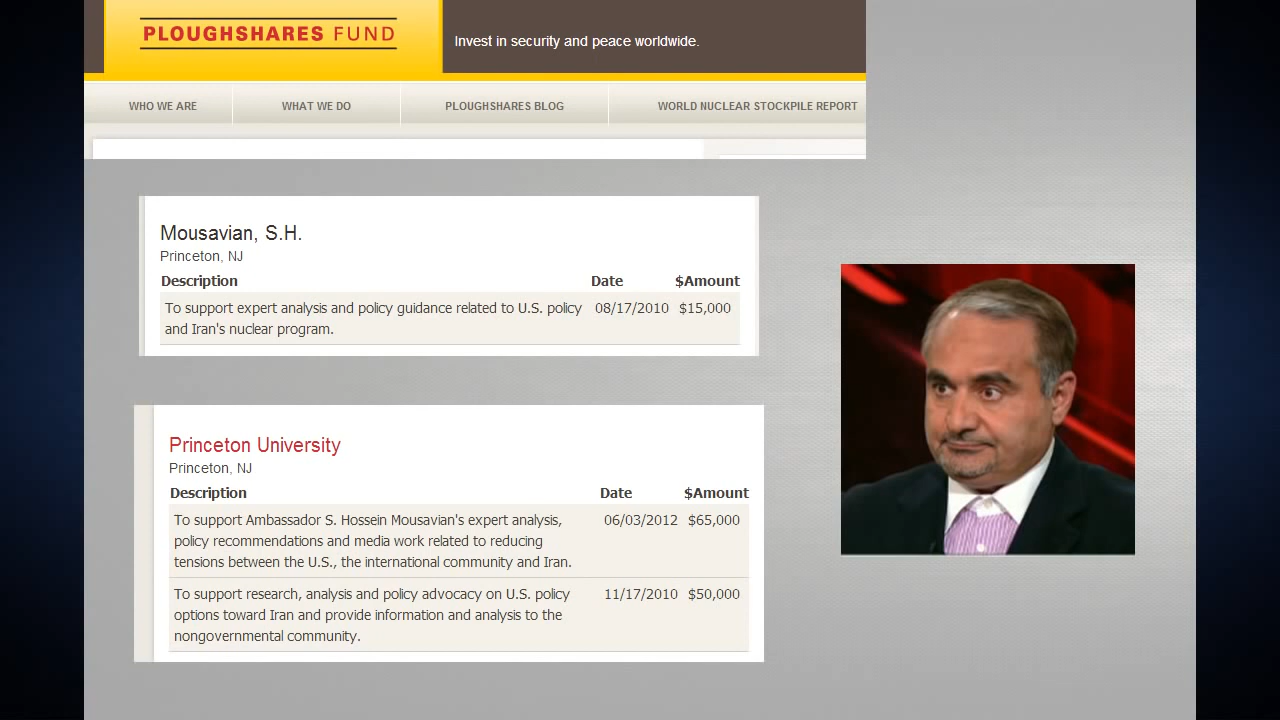 PLOUGHSHARES FUND
Invest in security and peace worldwide.
WHO WE ARE
WHAT WE DO
PLOUGHSHARES BLOG
WORLD NUCLEAR STOCKPILE REPORT
Mousavian, S.H.
Princeton, NJ
Description Date $Amount
To support expert analysis and policy guidance related to U.S. policy 08/17/2010 $15,000
and Iran's nuclear program.
Princeton University
Princeton, NJ
Description Date $Amount
To support Ambassador S. Hossein Mousavian's expert analysis, 06/03/2012 $65,000
policy recommendations and media work related to reducing
tensions between the U.S., the international community and Iran.
To support research, analysis and policy advocacy on U.S. policy 11/17/2010 $50,000
options toward Iran and provide information and analysis to the
nongovernmental community.